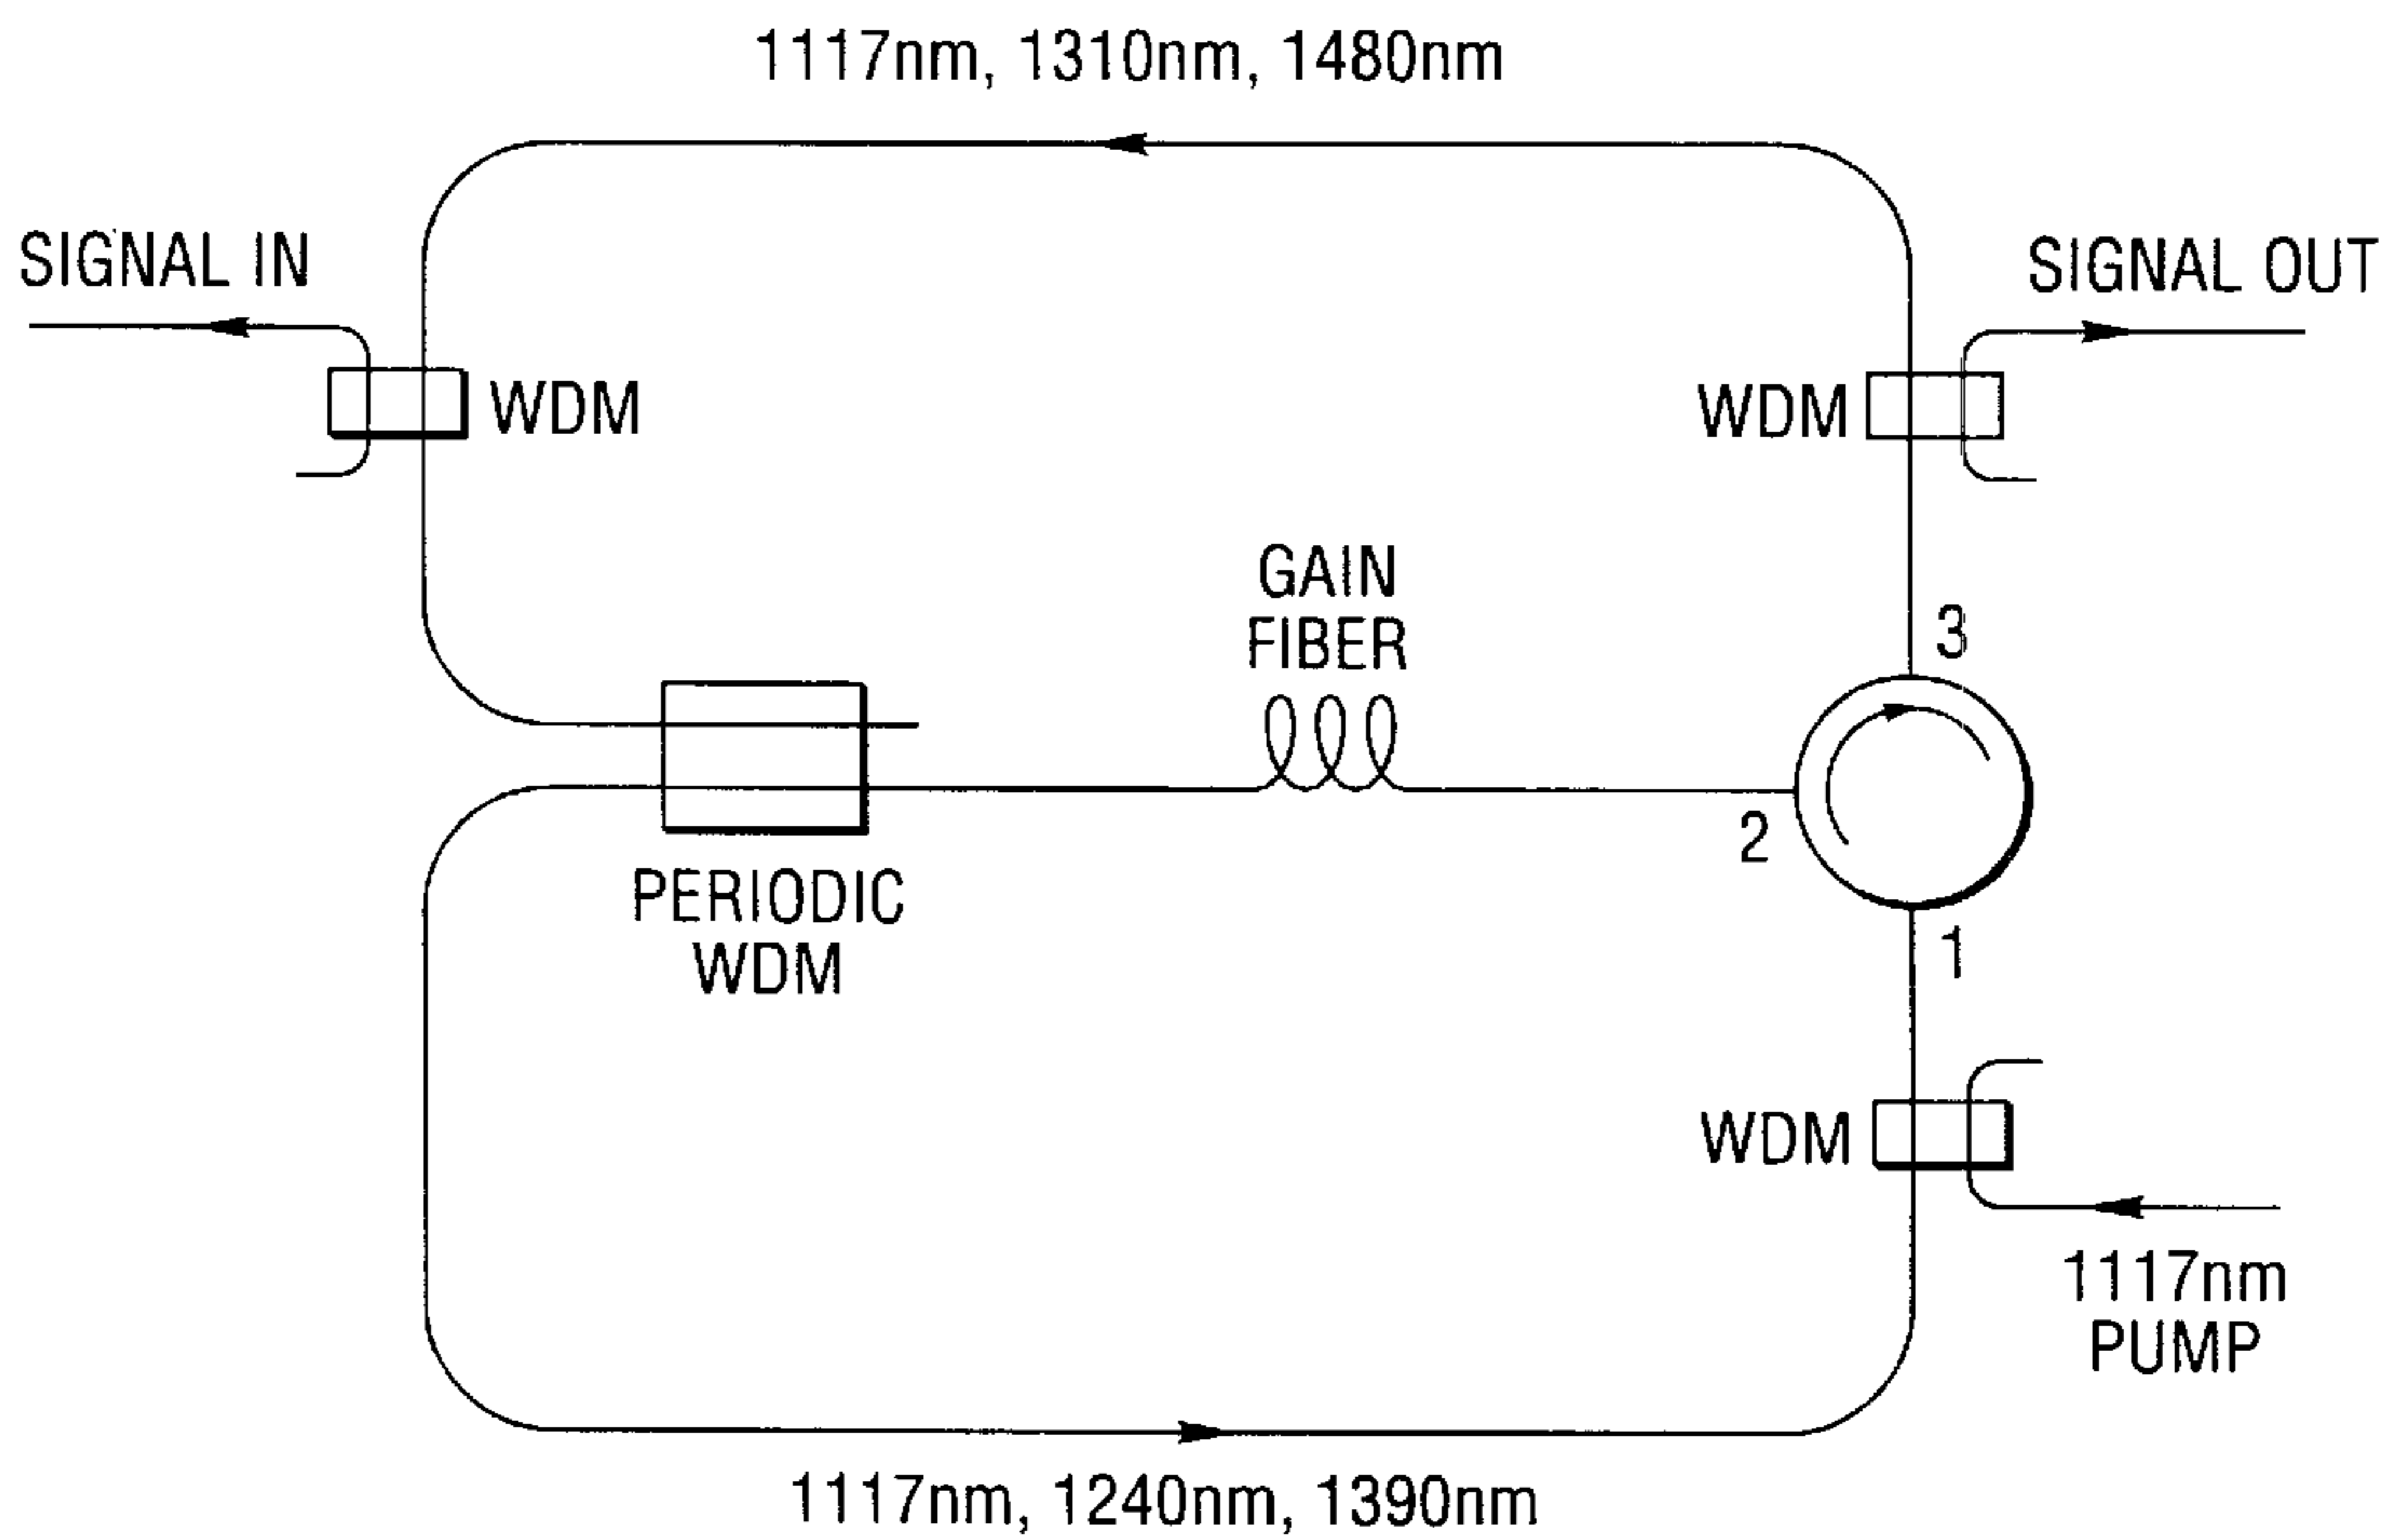 1117nm, 1310nm, 1480nm
SIGNAL IN
SIGNAL OUT
WDM
WDM
GAIN
FIBER
3
2
PERIODIC
WDM
1
WDM
1117nm
PUMP
1117nm, 1240nm, 1390nm